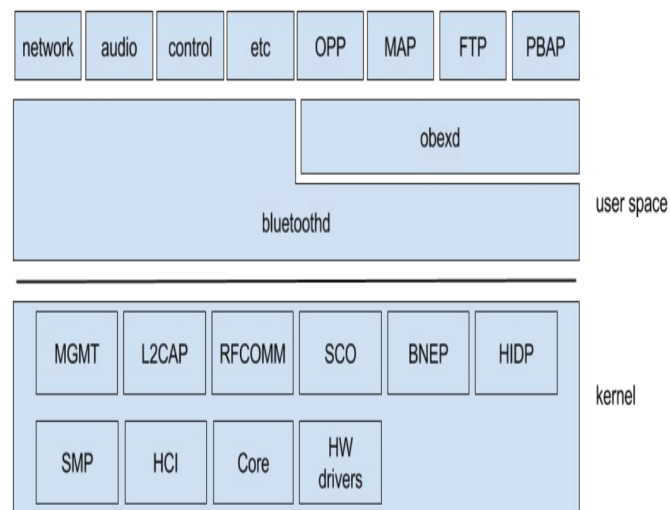 network audio control etc OPP MAP FTP PBAP
obexd
user space
bluetoothd
MGMT L2CAP RFCOMM SCO BNEP HIDP
kernel
SMP HCI Core HW
drivers